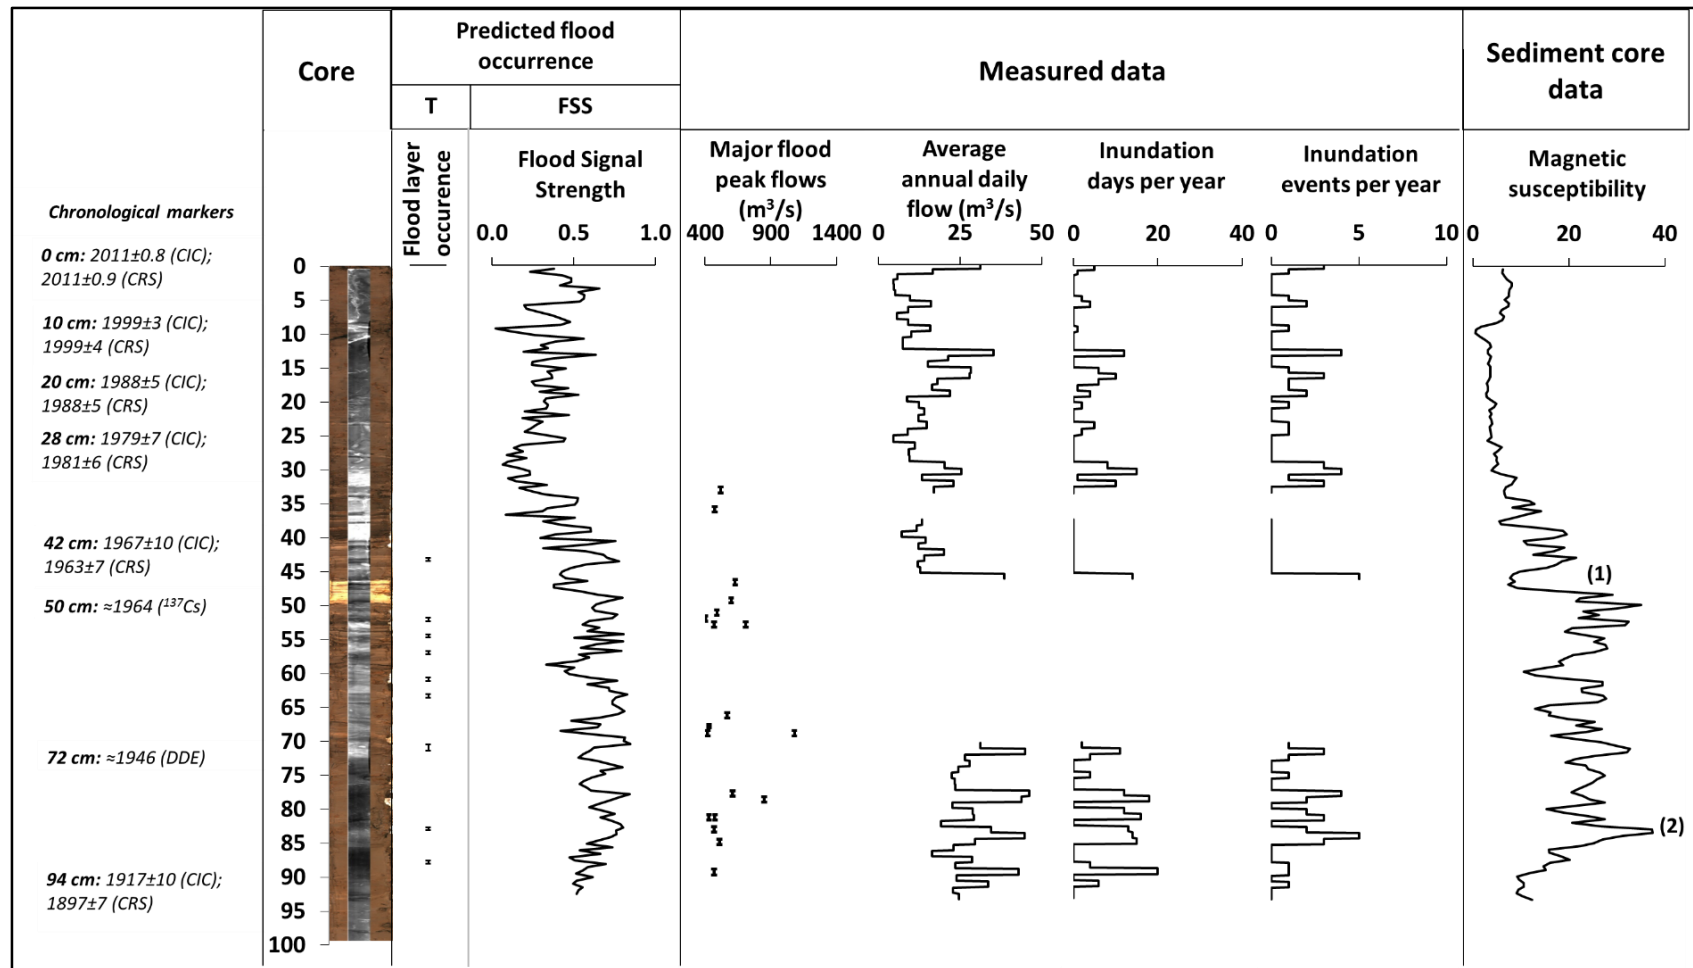 Core
Predicted flood
occurrence
T
FSS
Measured data
Sediment core
data
Chronological markers
Flood layer
occurence
Flood Signal
Strength
Major flood
peak flows
(m³/s)
Average
annual daily
flow (m³/s)
Inundation
days per year
Inundation
events per year
Magnetic
susceptibility
0.0 0.5 1.0
400 900 1400
0 25 50
0 20 40
0 5 10
0 20 40
0 cm: 2011±0.8 (CIC);
2011±0.9 (CRS)
10 cm: 1999±3 (CIC);
1999±4 (CRS)
20 cm: 1988±5 (CIC);
1988±5 (CRS)
28 cm: 1979±7 (CIC);
1981±6 (CRS)
42 cm: 1967±10 (CIC);
1963±7 (CRS)
50 cm: ≈1964 (¹³⁷Cs)
72 cm: ≈1946 (DDE)
94 cm: 1917±10 (CIC);
1897±7 (CRS)
0
5
10
15
20
25
30
35
40
45
50
55
60
65
70
75
80
85
90
95
100
(1)
(2)